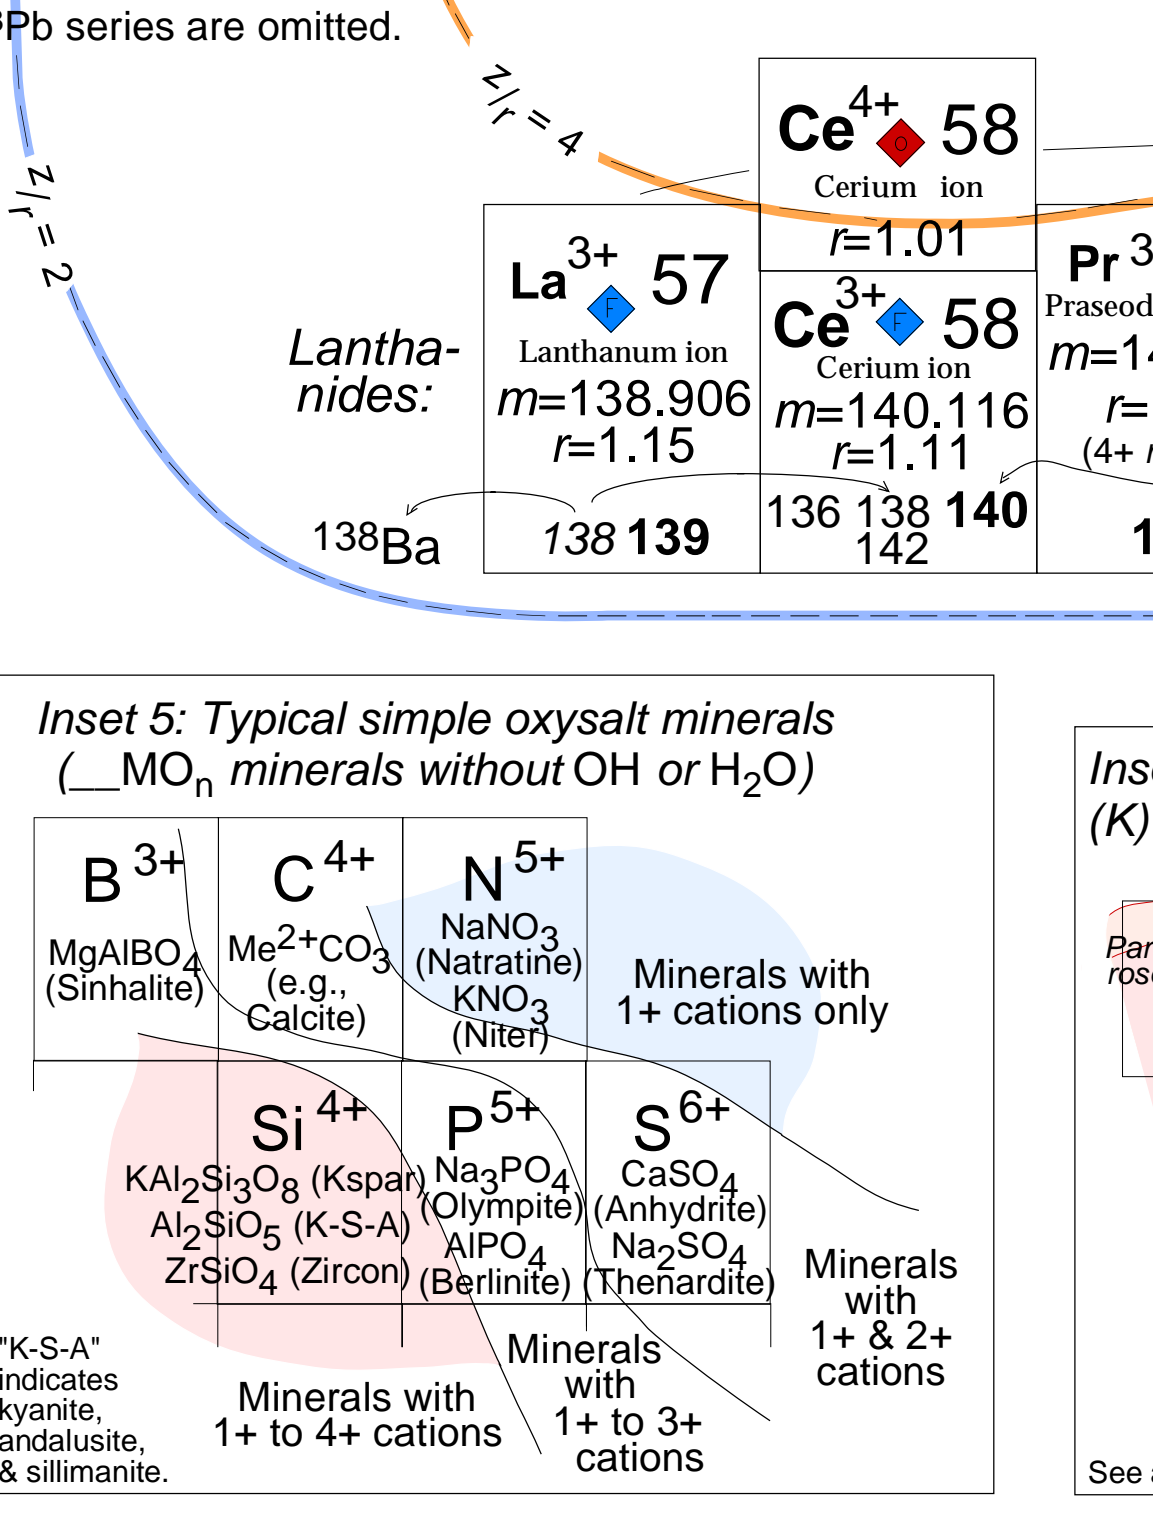 ³Pb series are omitted.
z/r = 4
z/r = 2
Ce4+ O 58
Cerium ion
r=1.01
La3+ F 57
Lanthanum ion
m=138.906
r=1.15
138 139
Ce3+ F 58
Cerium ion
m=140.116
r=1.11
136 138 140
142
Pr 3
Praseod
m=14
r=
(4+ r
1
Lantha-
nides:
138Ba
Inset 5: Typical simple oxysalt minerals
(__MOn minerals without OH or H2O)
B 3+
MgAlBO4
(Sinhalite)
C 4+
Me2+CO3
(e.g.,
Calcite)
N 5+
NaNO3
(Natratine)
KNO3
(Niter)
Minerals with
1+ cations only
Si 4+
KAl2Si3O8 (Kspar)
Al2SiO5 (K-S-A)
ZrSiO4 (Zircon)
P 5+
Na3PO4
(Olympite)
AlPO4
(Berlinite)
S 6+
CaSO4
(Anhydrite)
Na2SO4
(Thenardite)
Minerals
with
1+ & 2+
cations
Minerals
with
1+ to 3+
cations
Minerals with
1+ to 4+ cations
"K-S-A"
indicates
kyanite,
andalusite,
& sillimanite.
Inse
(K)
Par
rose
See a